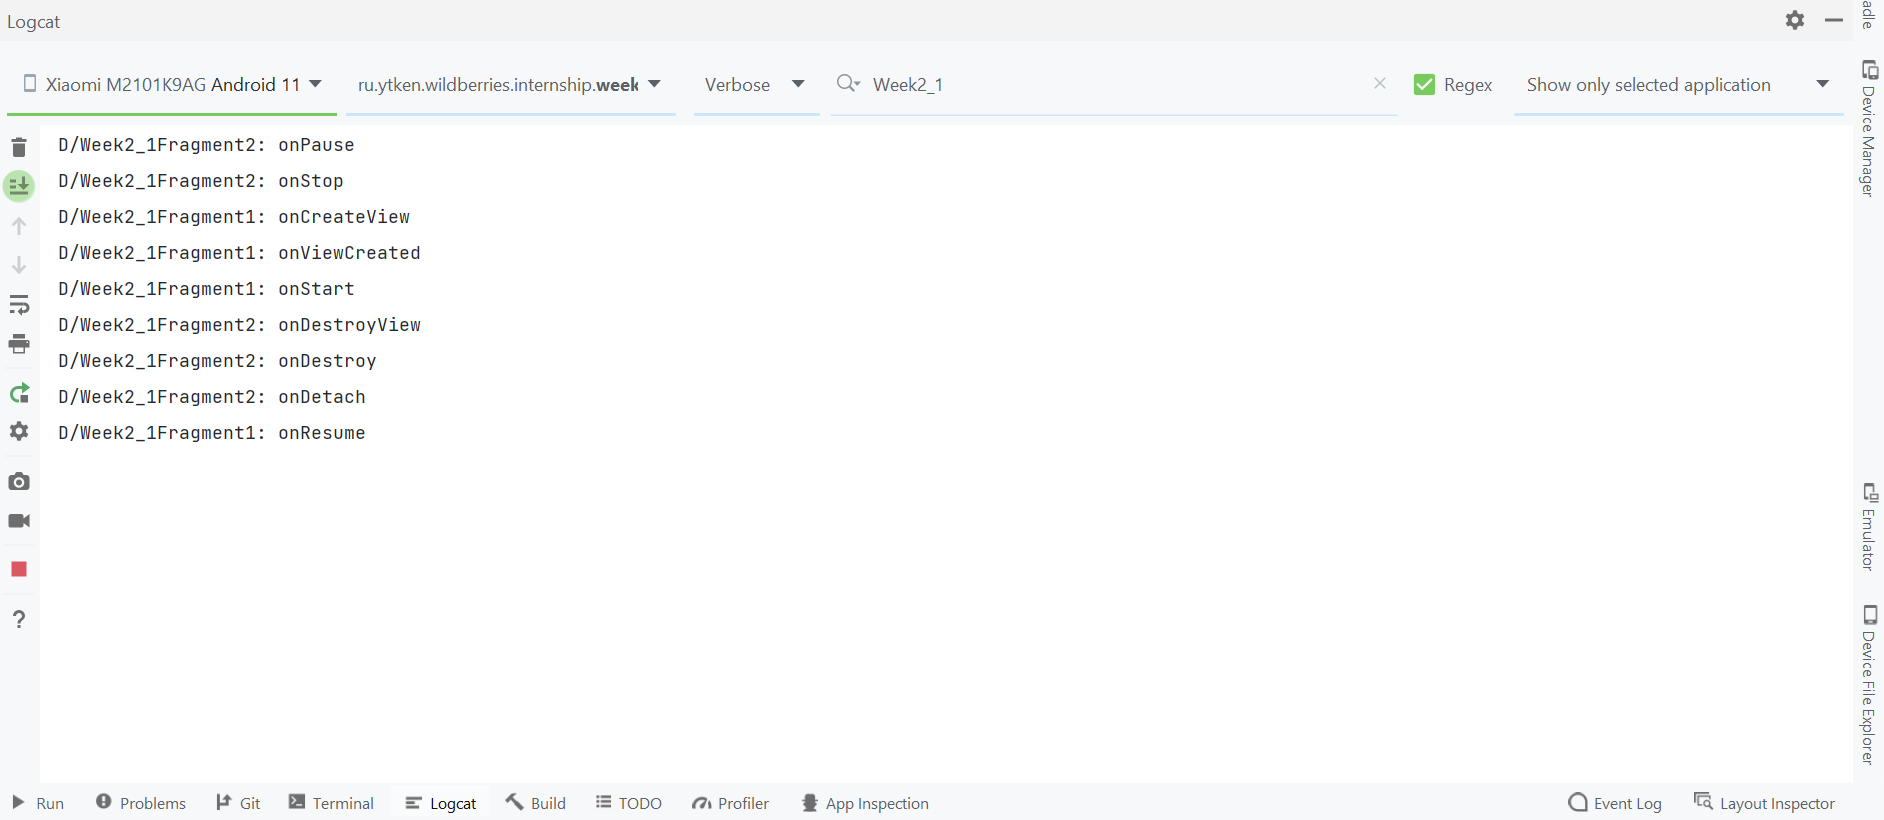 Logcat
Xiaomi M2101K9AG Android 11
ru.ytken.wildberries.internship.week
Verbose
Week2_1
Regex
Show only selected application
D/Week2_1Fragment2: onPause
D/Week2_1Fragment2: onStop
D/Week2_1Fragment1: onCreateView
D/Week2_1Fragment1: onViewCreated
D/Week2_1Fragment1: onStart
D/Week2_1Fragment2: onDestroyView
D/Week2_1Fragment2: onDestroy
D/Week2_1Fragment2: onDetach
D/Week2_1Fragment1: onResume
adle
Device Manager
Emulator
Device File Explorer
Run
Problems
Git
Terminal
Logcat
Build
TODO
Profiler
App Inspection
Event Log
Layout Inspector